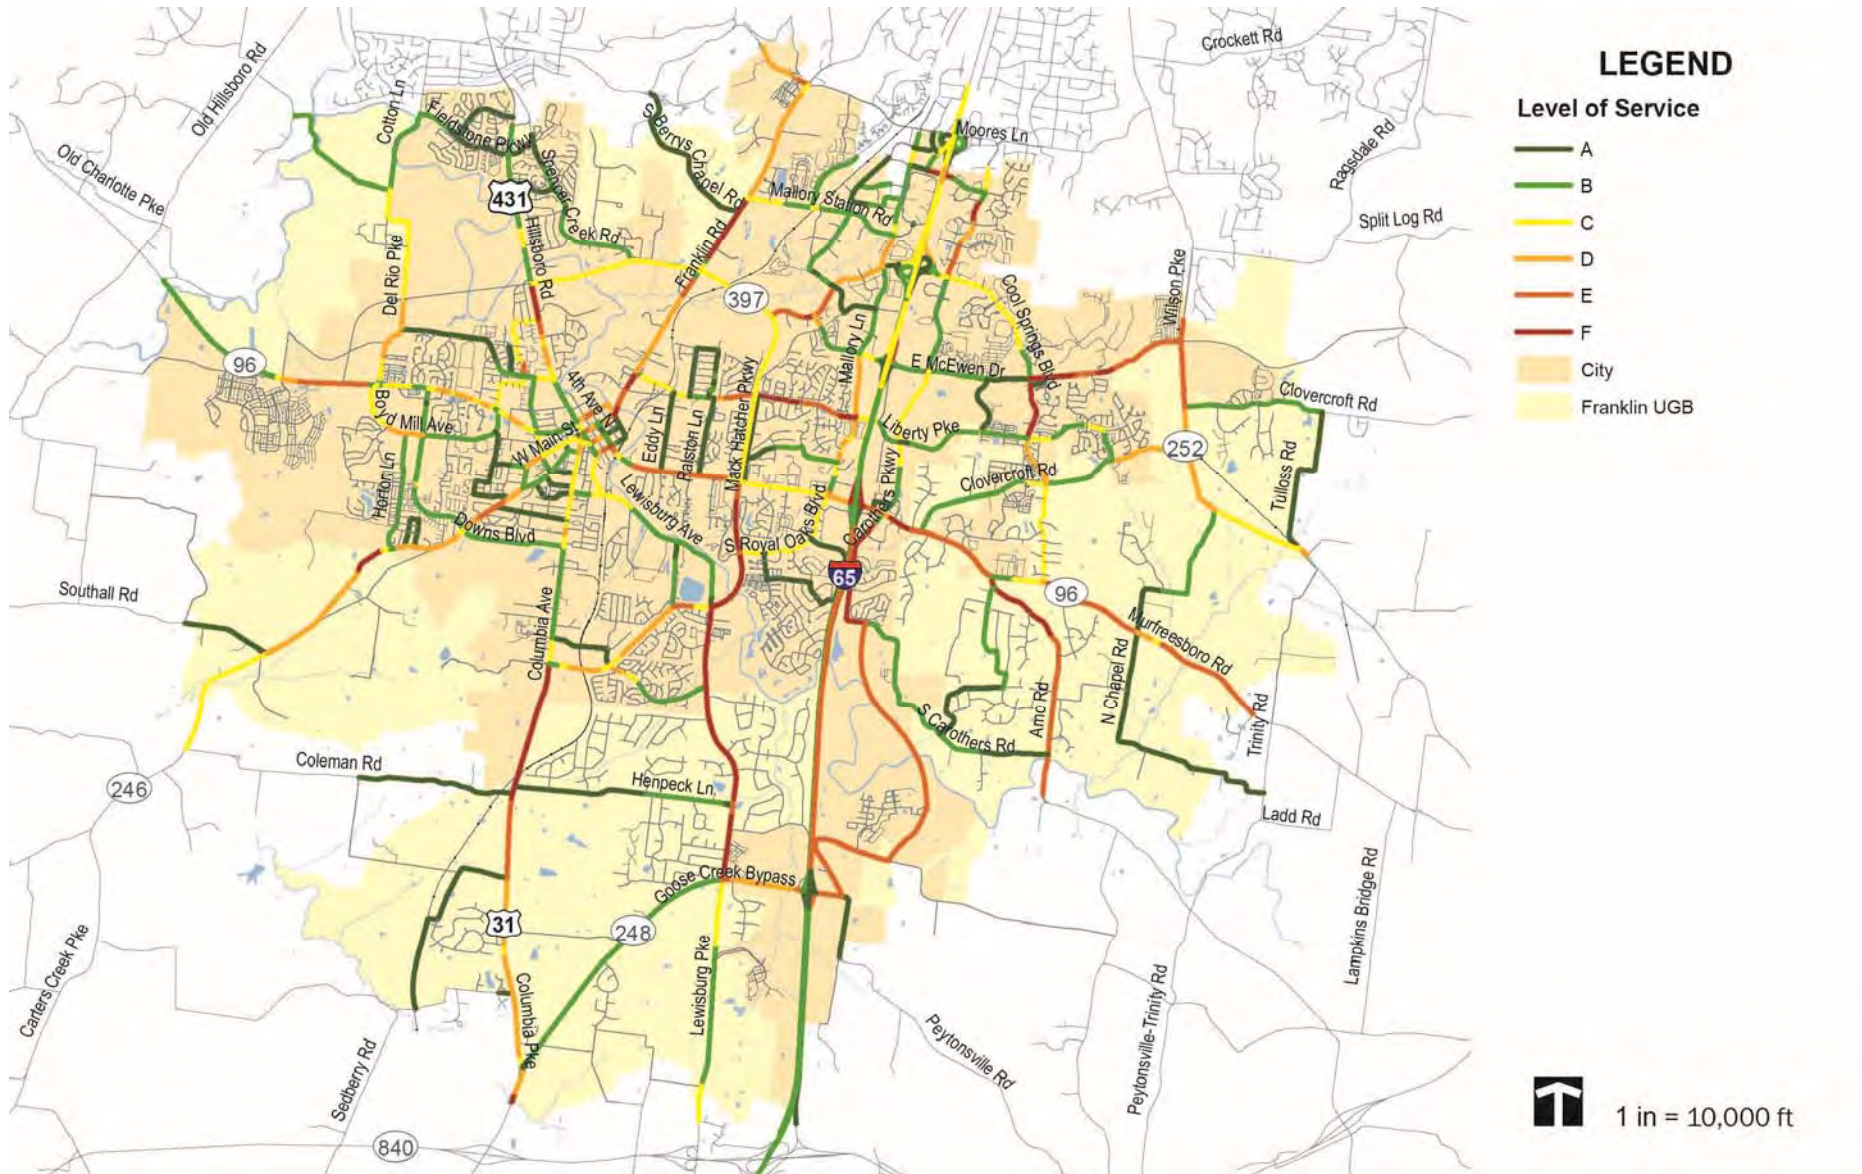 LEGEND
Level of Service
A
B
C
D
E
F
City
Franklin UGB
1 in = 10,000 ft
Crockett Rd
Old Hillsboro Rd
Cotton Ln
Fieldstone Pkwy
Moores Ln
Ragsdale Rd
Old Charlotte Pke
S Berrys Chapel Rd
Spencer Creek Rd
431
Mallory Station Rd
Split Log Rd
Hillsboro Rd
Franklin Rd
Del Rio Pke
397
Cool Springs Blvd
Wilson Pke
96
Mallory Ln
E McEwen Dr
4th Ave N
Clovercroft Rd
Boyd Mill Ave
W Main St
Eddy Ln
Ralston Ln
Mack Hatcher Pkwy
Liberty Pke
252
Horton Ln
Clovercroft Rd
Tulloss Rd
Lewisburg Ave
Carothers Pkwy
Downs Blvd
S Royal Oaks Blvd
65
Southall Rd
96
Columbia Ave
Murfreesboro Rd
N Chapel Rd
Arno Rd
Trinity Rd
S Carothers Rd
Coleman Rd
246
Henpeck Ln
Ladd Rd
Goose Creek Bypass
31
248
Lampkins Bridge Rd
Carters Creek Pke
Lewisburg Pke
Columbia Pke
Peytonsville Rd
Peytonsville-Trinity Rd
Sedberry Rd
840